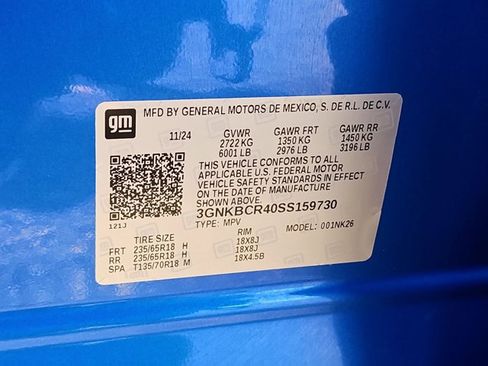 gm
MFD BY GENERAL MOTORS DE MEXICO, S. DE R.L. DE C.V.
11/24 GVWR GAWR FRT GAWR RR
2722 KG 1350 KG 1450 KG
6001 LB 2976 LB 3196 LB
THIS VEHICLE CONFORMS TO ALL
APPLICABLE U.S. FEDERAL MOTOR
VEHICLE SAFETY STANDARDS IN EFFECT
ON THE DATE OF MANUFACTURE
SHOWN ABOVE.
3GNKBCR40SS159730
TYPE: MPV MODEL: 001NK26
121J
TIRE SIZE RIM
FRT 235/65R18 H 18X8J
RR 235/65R18 H 18X8J
SPA T135/70R18 M 18X4.5B